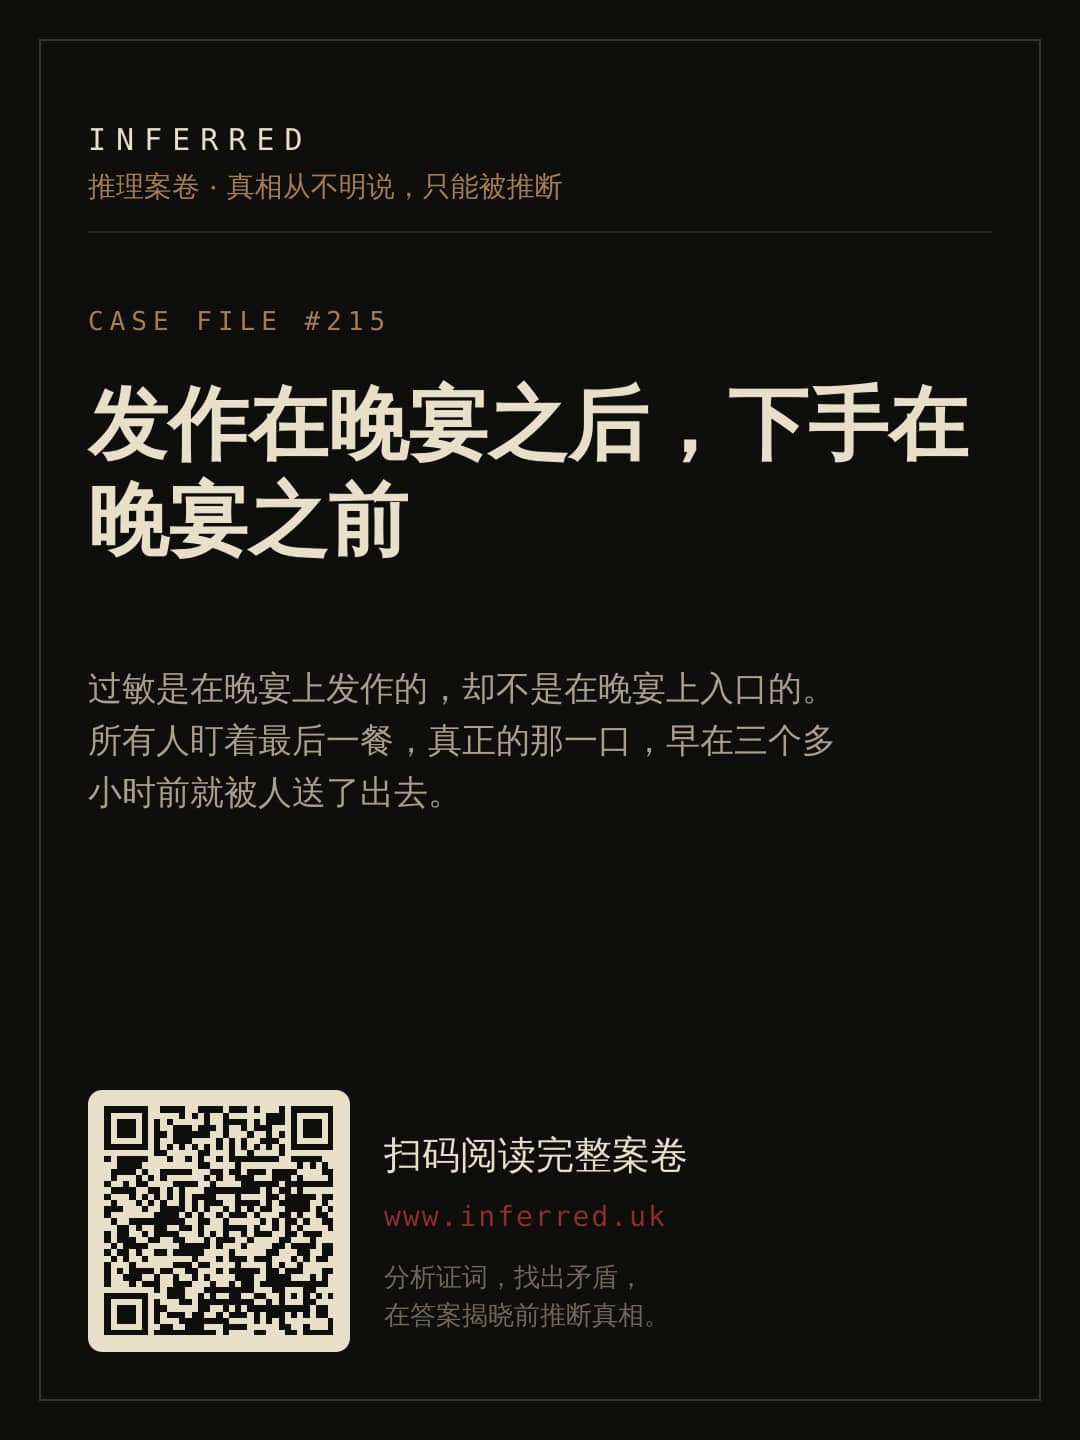 INFERRED
推理案卷 · 真相从不明说，只能被推断
CASE FILE #215
发作在晚宴之后，下手在
晚宴之前
过敏是在晚宴上发作的，却不是在晚宴上入口的。
所有人盯着最后一餐，真正的那一口，早在三个多
小时前就被人送了出去。
扫码阅读完整案卷
www.inferred.uk
分析证词，找出矛盾，
在答案揭晓前推断真相。